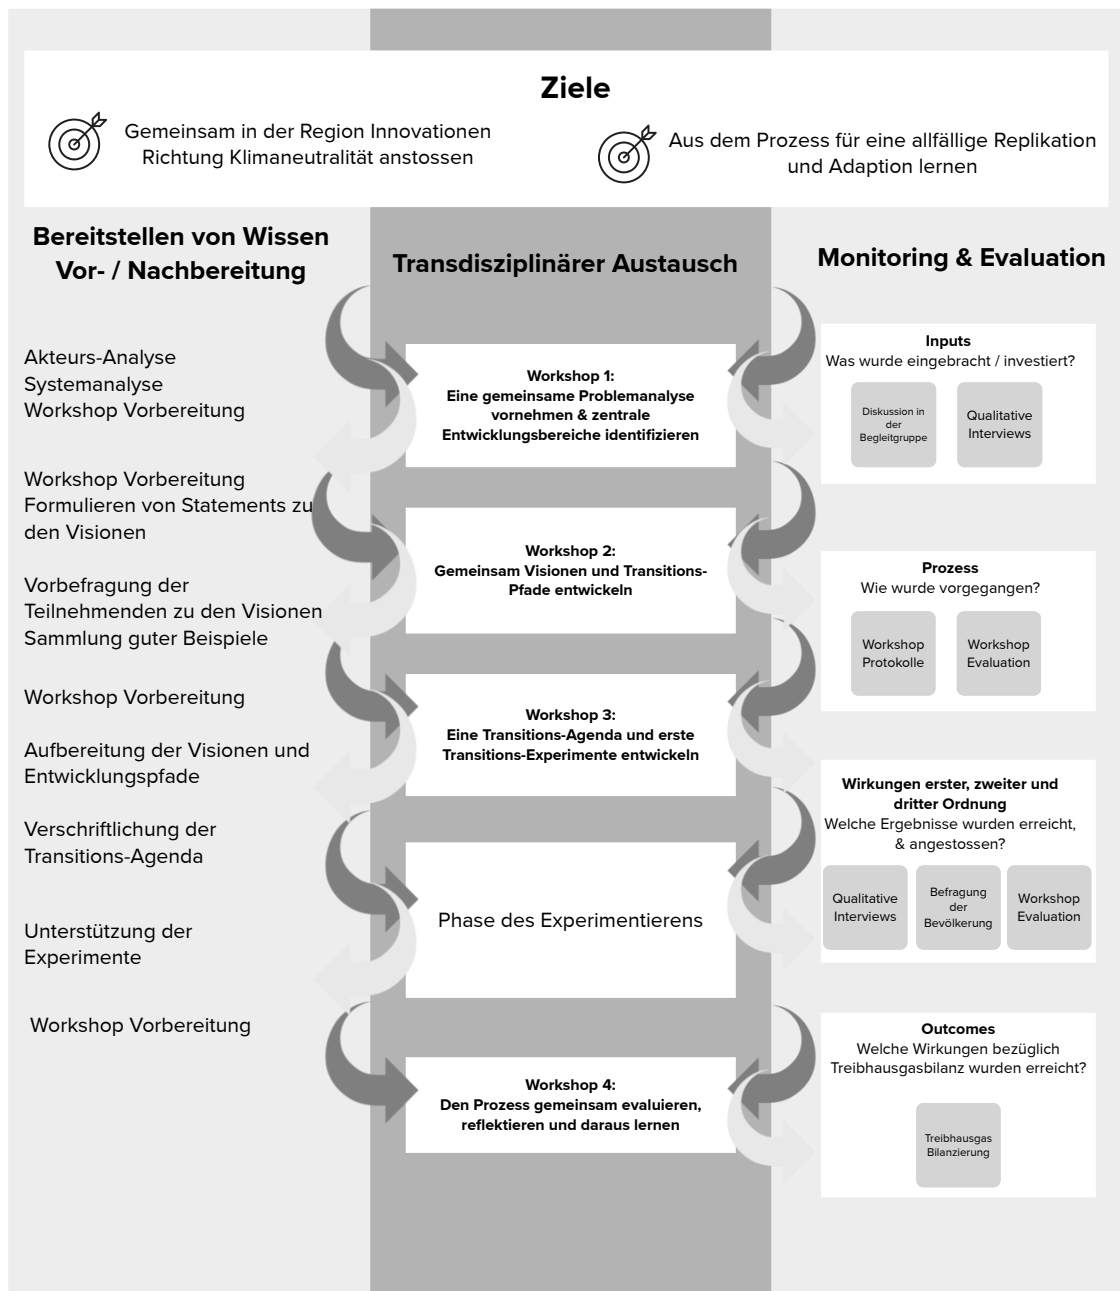 Ziele
Gemeinsam in der Region Innovationen
Richtung Klimaneutralität anstossen
Aus dem Prozess für eine allfällige Replikation
und Adaption lernen
Bereitstellen von Wissen
Vor- / Nachbereitung
Akteurs-Analyse
Systemanalyse
Workshop Vorbereitung
Workshop Vorbereitung
Formulieren von Statements zu
den Visionen
Vorbefragung der
Teilnehmenden zu den Visionen
Sammlung guter Beispiele
Workshop Vorbereitung
Aufbereitung der Visionen und
Entwicklungspfade
Verschriftlichung der
Transitions-Agenda
Unterstützung der
Experimente
Workshop Vorbereitung
Transdisziplinärer Austausch
Workshop 1:
Eine gemeinsame Problemanalyse
vornehmen & zentrale
Entwicklungsbereiche identifizieren
Workshop 2:
Gemeinsam Visionen und Transitions-
Pfade entwickeln
Workshop 3:
Eine Transitions-Agenda und erste
Transitions-Experimente entwickeln
Phase des Experimentierens
Workshop 4:
Den Prozess gemeinsam evaluieren,
reflektieren und daraus lernen
Monitoring & Evaluation
Inputs
Was wurde eingebracht / investiert?
Diskussion in
der
Begleitgruppe
Qualitative
Interviews
Prozess
Wie wurde vorgegangen?
Workshop
Protokolle
Workshop
Evaluation
Wirkungen erster, zweiter und
dritter Ordnung
Welche Ergebnisse wurden erreicht,
& angestossen?
Qualitative
Interviews
Befragung
der
Bevölkerung
Workshop
Evaluation
Outcomes
Welche Wirkungen bezüglich
Treibhausgasbilanz wurden erreicht?
Treibhausgas
Bilanzierung